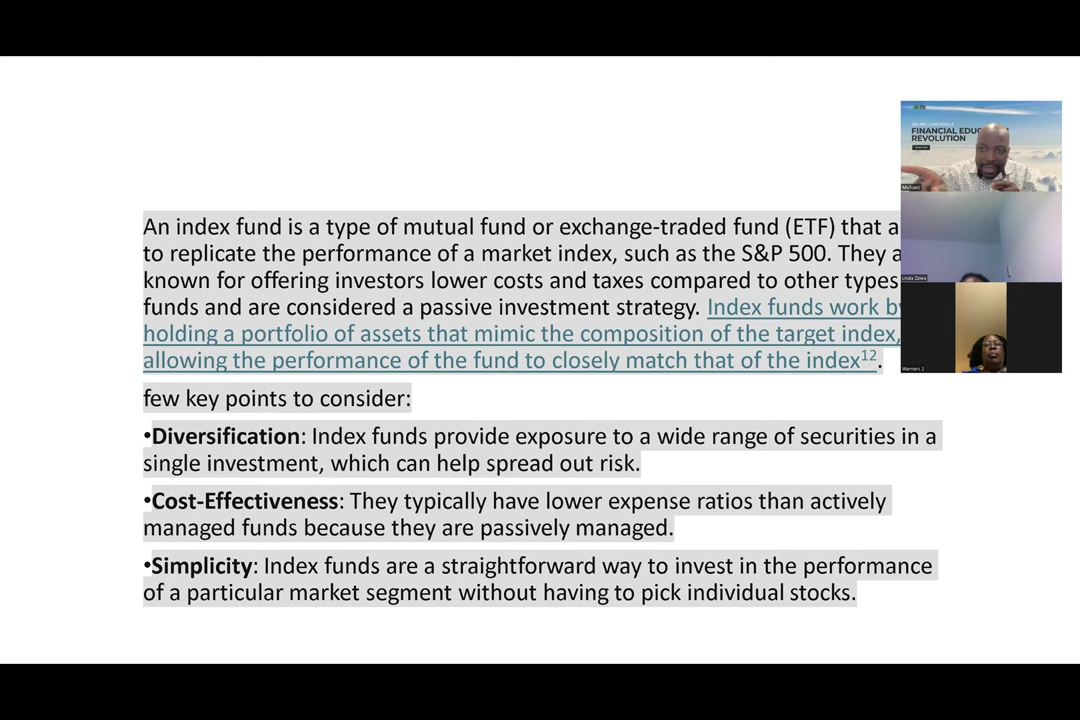 FINANCIAL EDUC
REVOLUTION
Michael
Linda Ziswa
Warriors 2
An index fund is a type of mutual fund or exchange-traded fund (ETF) that a
to replicate the performance of a market index, such as the S&P 500. They a
known for offering investors lower costs and taxes compared to other types
funds and are considered a passive investment strategy. Index funds work by
holding a portfolio of assets that mimic the composition of the target index,
allowing the performance of the fund to closely match that of the index12.
few key points to consider:
•Diversification: Index funds provide exposure to a wide range of securities in a
single investment, which can help spread out risk.
•Cost-Effectiveness: They typically have lower expense ratios than actively
managed funds because they are passively managed.
•Simplicity: Index funds are a straightforward way to invest in the performance
of a particular market segment without having to pick individual stocks.